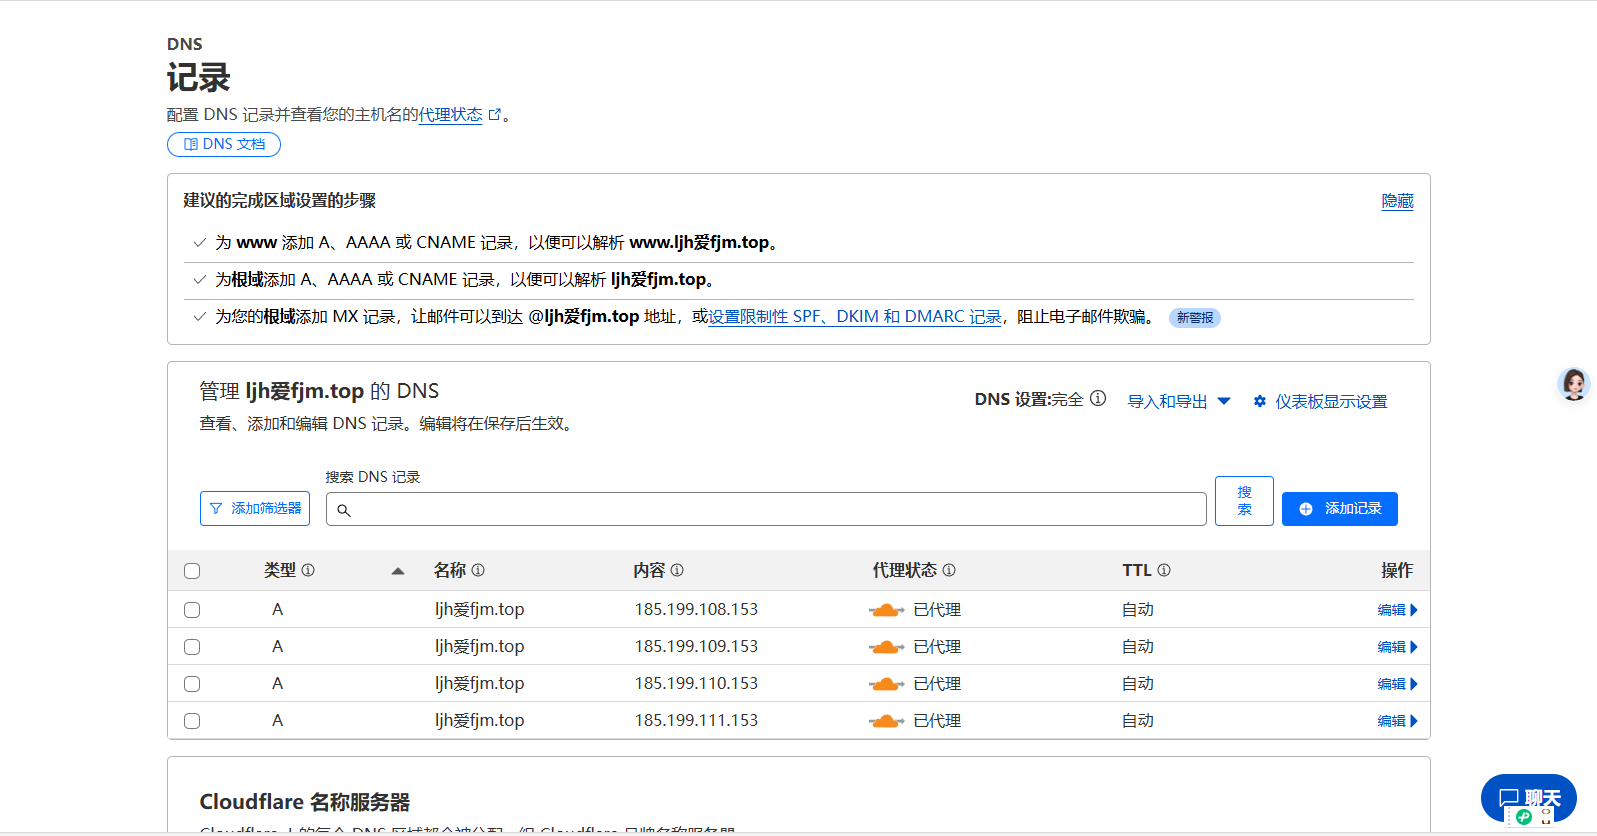 DNS
记录
配置 DNS 记录并查看您的主机名的代理状态。
DNS 文档
建议的完成区域设置的步骤
隐藏
为 www 添加 A、AAAA 或 CNAME 记录，以便可以解析 www.ljh爱fjm.top。
为根域添加 A、AAAA 或 CNAME 记录，以便可以解析 ljh爱fjm.top。
为您的根域添加 MX 记录，让邮件可以到达 @ljh爱fjm.top 地址，或设置限制性 SPF、DKIM 和 DMARC 记录，阻止电子邮件欺骗。 新警报
管理 ljh爱fjm.top 的 DNS
查看、添加和编辑 DNS 记录。编辑将在保存后生效。
DNS 设置:完全 导入和导出 仪表板显示设置
搜索 DNS 记录
添加筛选器
搜
索
添加记录
类型 名称 内容 代理状态 TTL 操作
A ljh爱fjm.top 185.199.108.153 已代理 自动 编辑
A ljh爱fjm.top 185.199.109.153 已代理 自动 编辑
A ljh爱fjm.top 185.199.110.153 已代理 自动 编辑
A ljh爱fjm.top 185.199.111.153 已代理 自动 编辑
Cloudflare 名称服务器
聊天